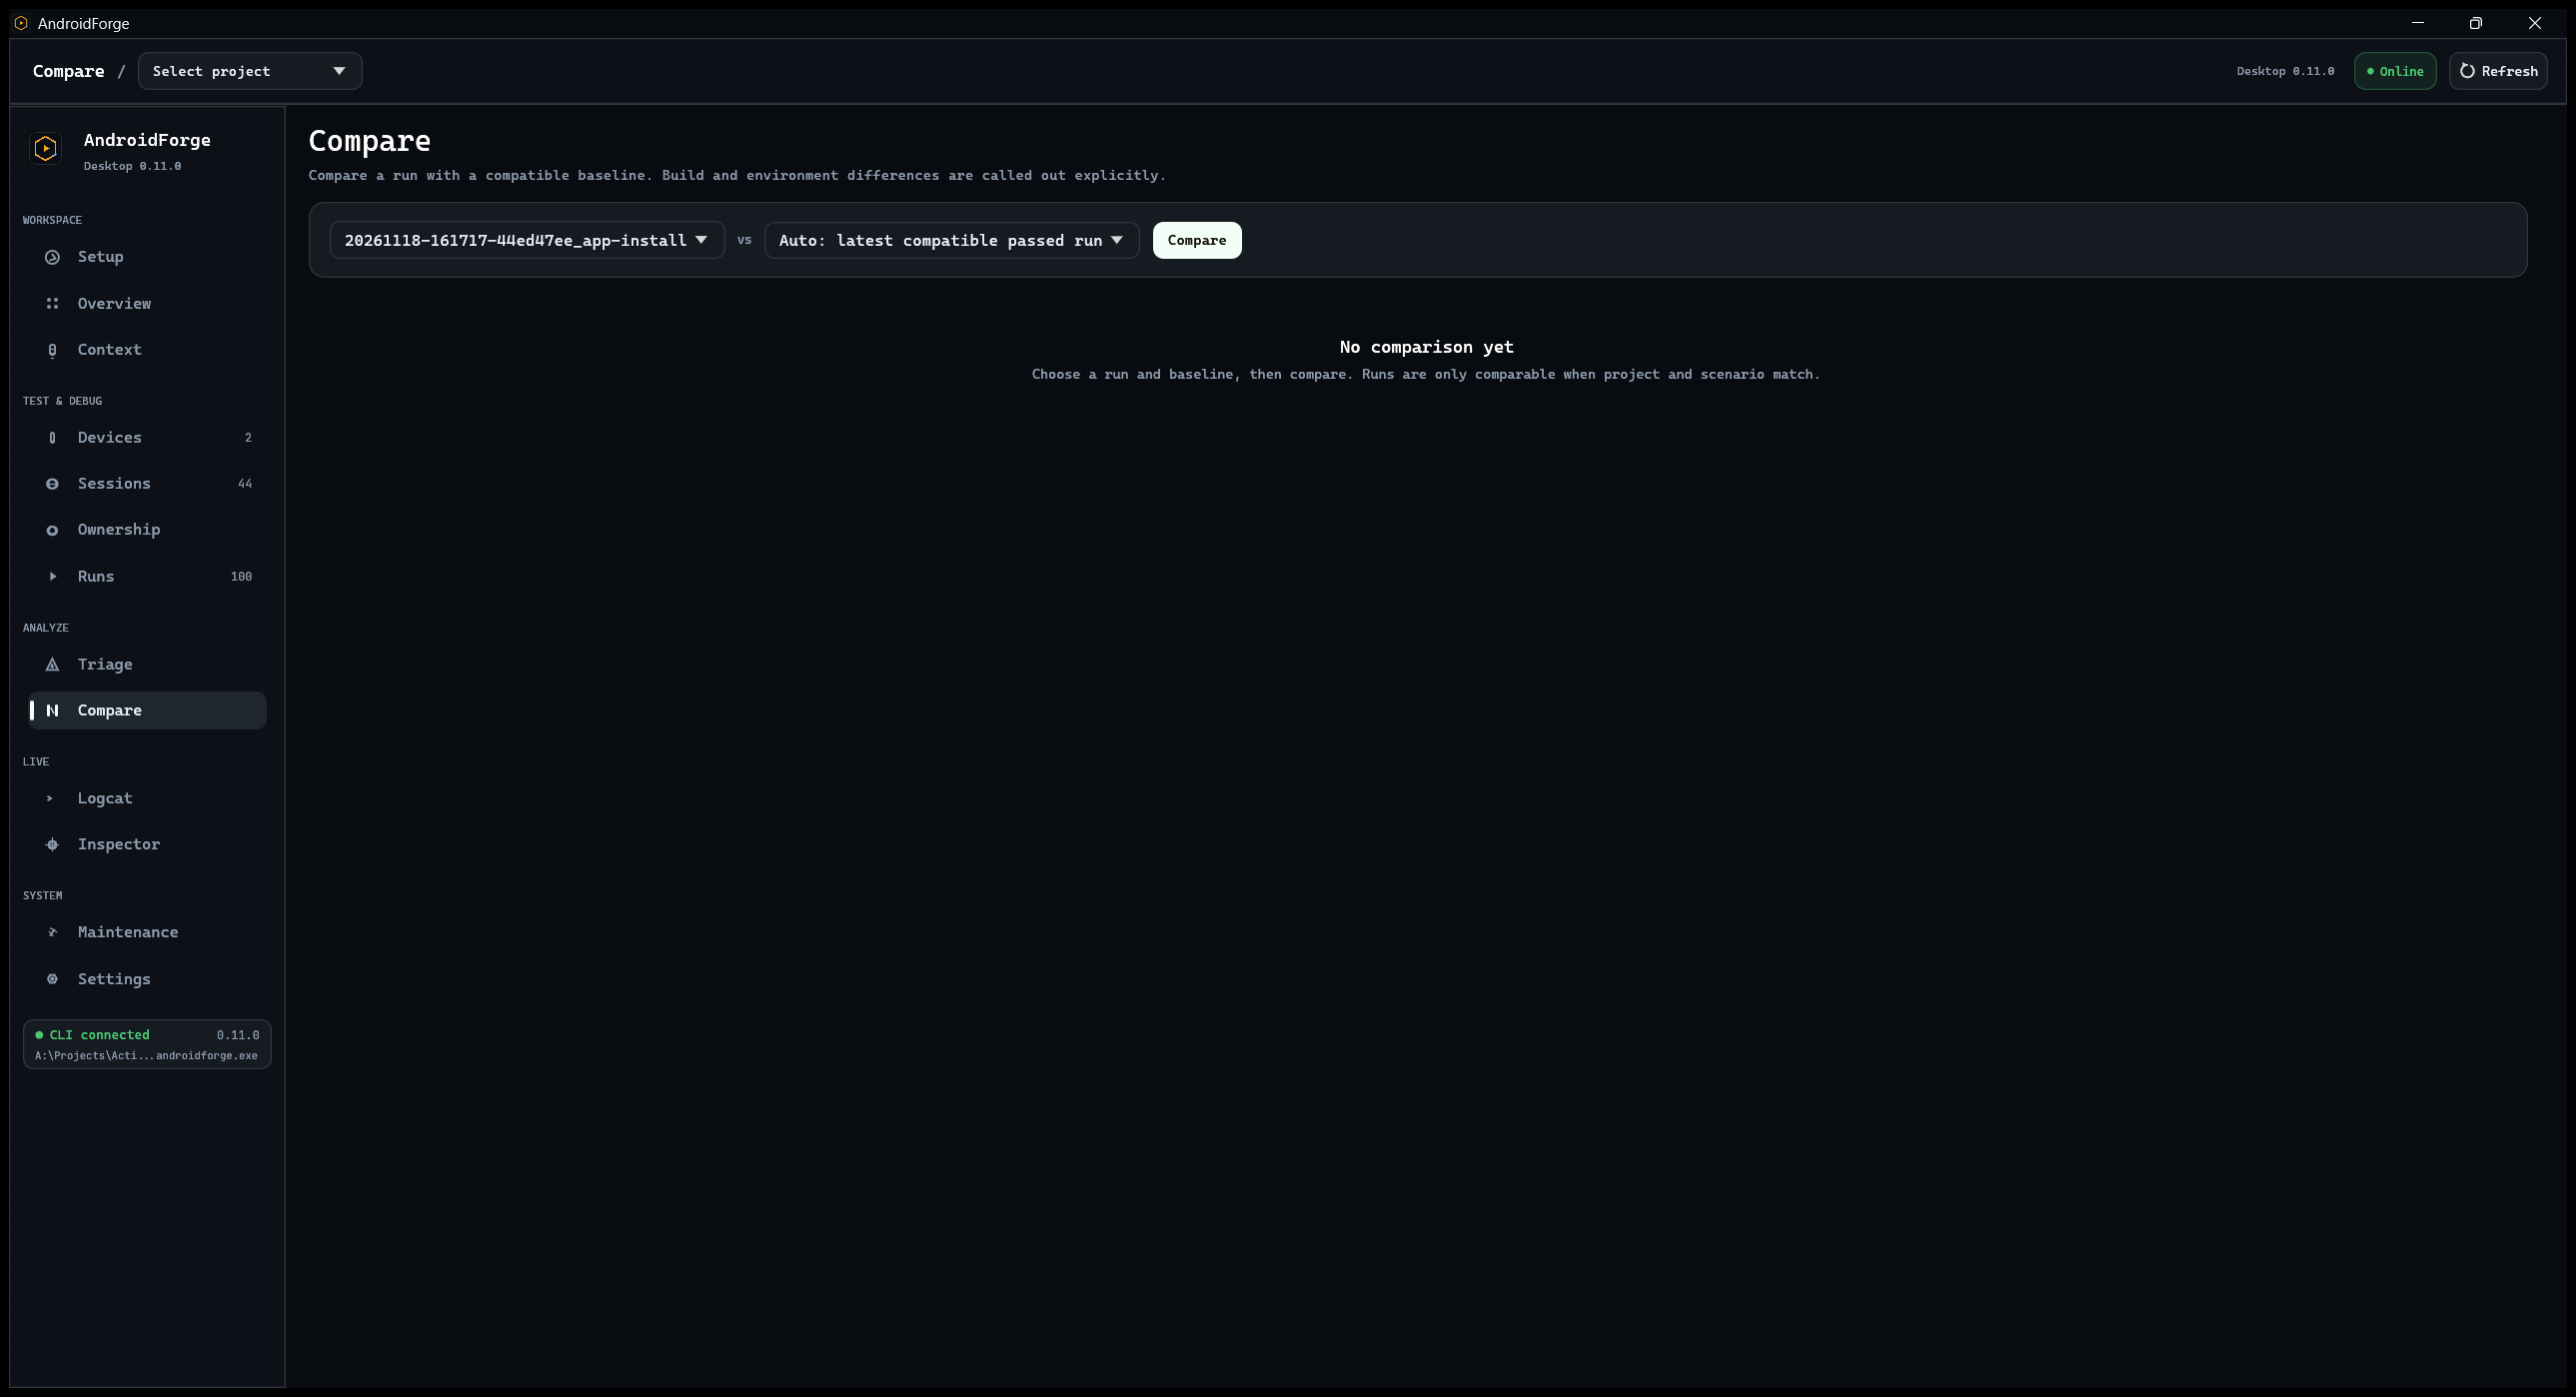 AndroidForge
Compare / Select project
Desktop 0.11.0
Online
Refresh
AndroidForge
Desktop 0.11.0
WORKSPACE
Setup
Overview
Context
TEST & DEBUG
Devices 2
Sessions 44
Ownership
Runs 100
ANALYZE
Triage
Compare
LIVE
Logcat
Inspector
SYSTEM
Maintenance
Settings
CLI connected 0.11.0
A:\Projects\Acti...androidforge.exe
Compare
Compare a run with a compatible baseline. Build and environment differences are called out explicitly.
20261118-161717-44ed47ee_app-install vs Auto: latest compatible passed run Compare
No comparison yet
Choose a run and baseline, then compare. Runs are only comparable when project and scenario match.